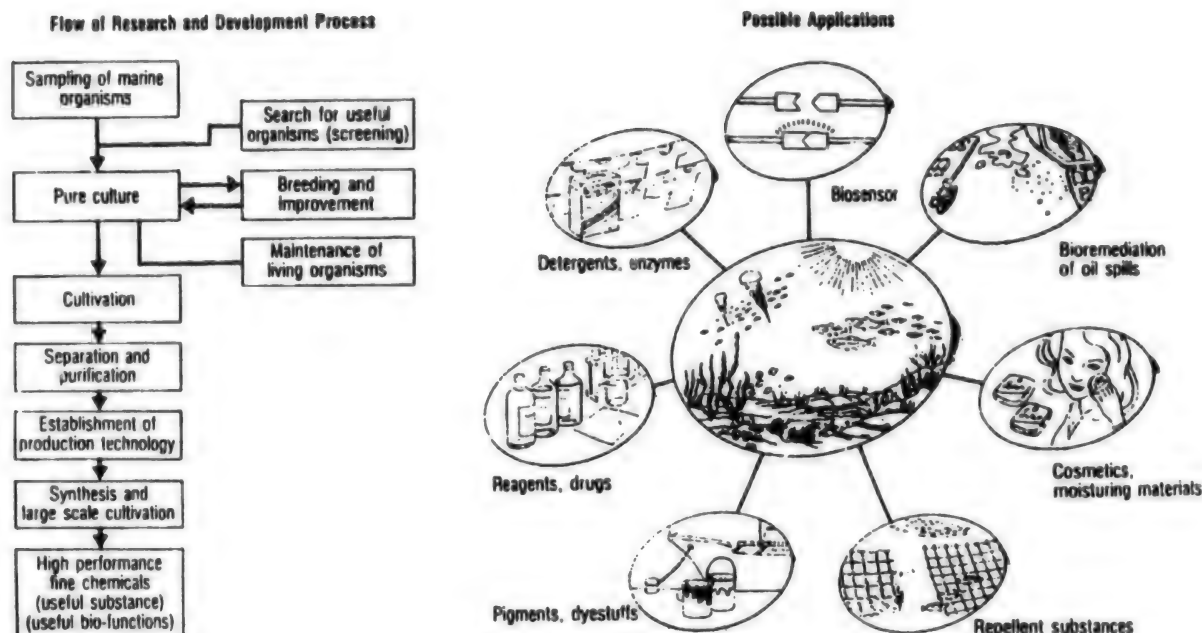 Flow of Research and Development Process
Sampling of marine
organisms
Search for useful
organisms (screening)
Pure culture
Breeding and
improvement
Maintenance of
living organisms
Cultivation
Separation and
purification
Establishment of
production technology
Synthesis and
large scale cultivation
High performance
fine chemicals
(useful substance)
(useful bio-functions)
Possible Applications
Biosensor
Detergents, enzymes
Bioremediation
of oil spills
Reagents, drugs
Cosmetics,
moisturing materials
Pigments, dyestuffs
Repellent substances